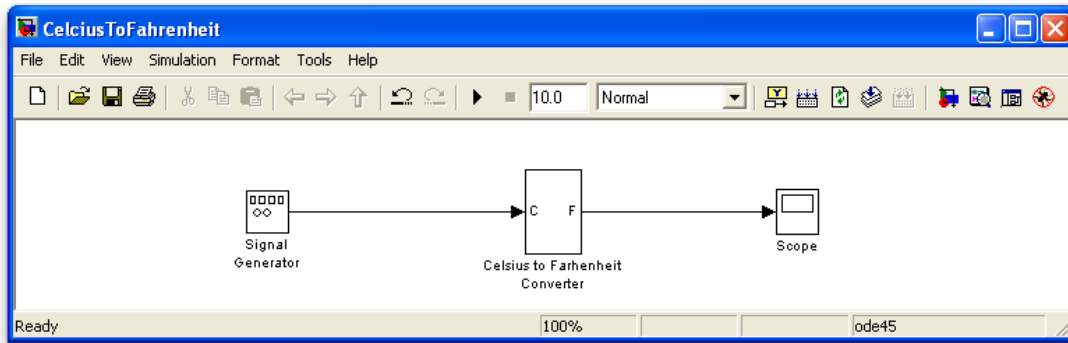 CelciusToFahrenheit
File Edit View Simulation Format Tools Help
10.0 Normal
C F
Signal
Generator
Celsius to Farhenheit
Converter
Scope
Ready 100% ode45